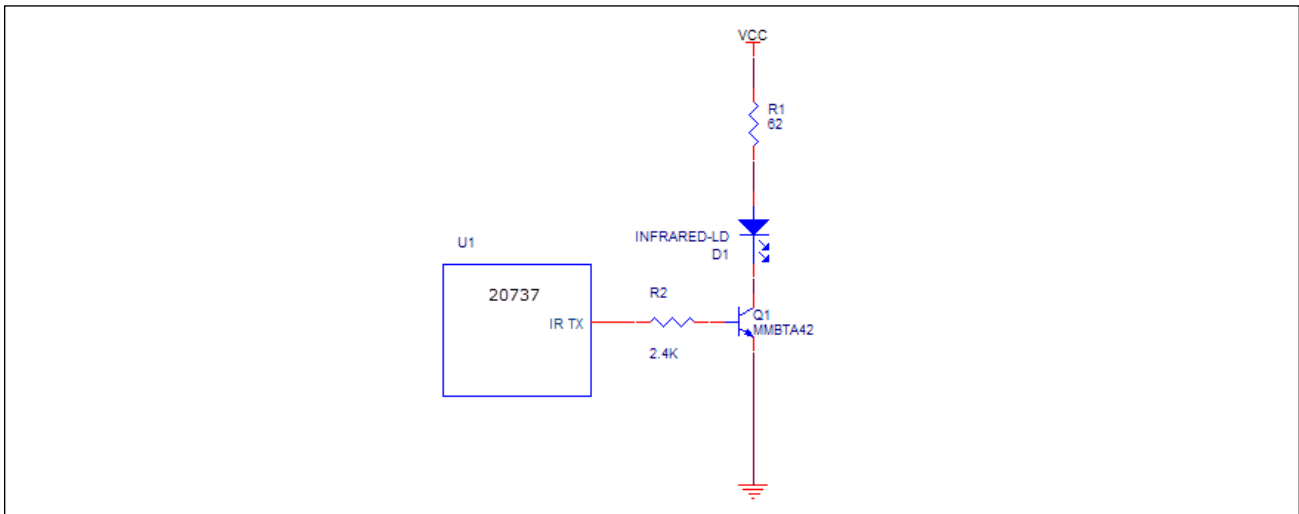 VCC
R1
62
INFRARED-LD
D1
U1
20737
IR TX
R2
2.4K
Q1
MMBTA42